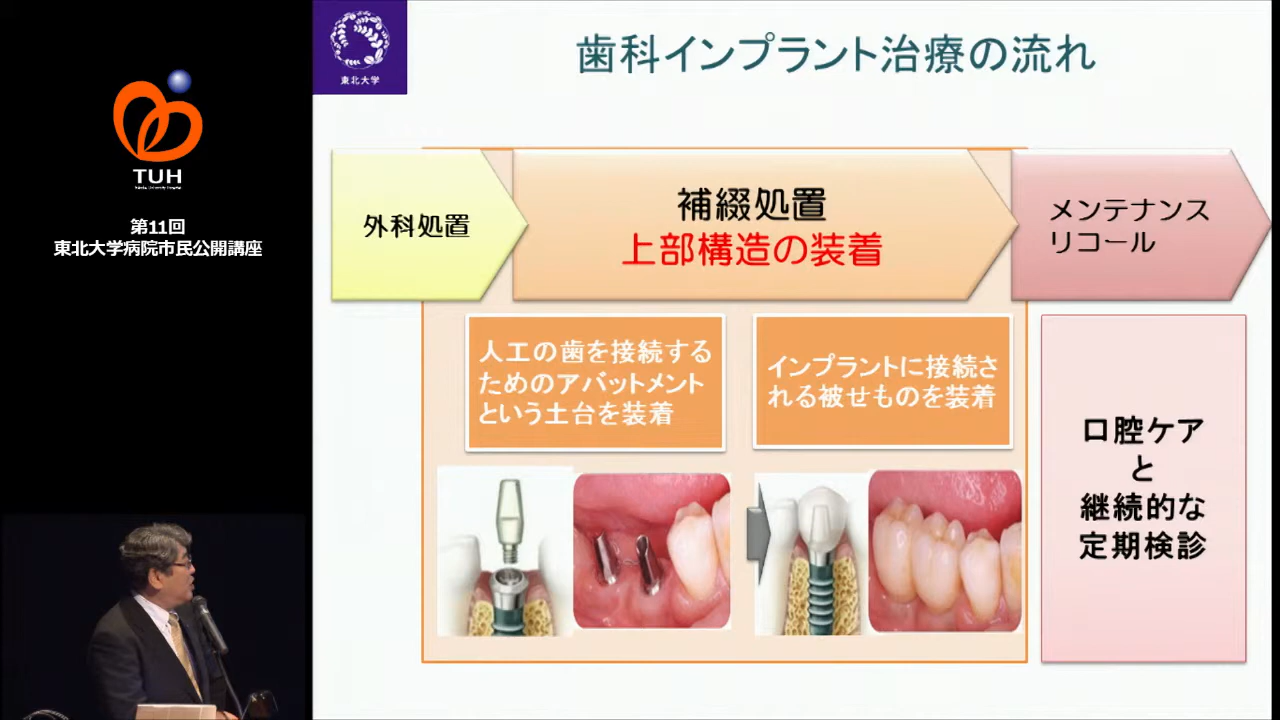 TUH
Tohoku University Hospital
第11回
東北大学病院市民公開講座
東北大学
歯科インプラント治療の流れ
外科処置
補綴処置
上部構造の装着
メンテナンス
リコール
人工の歯を接続する
ためのアバットメント
という土台を装着
インプラントに接続さ
れる被せものを装着
口腔ケア
と
継続的な
定期検診